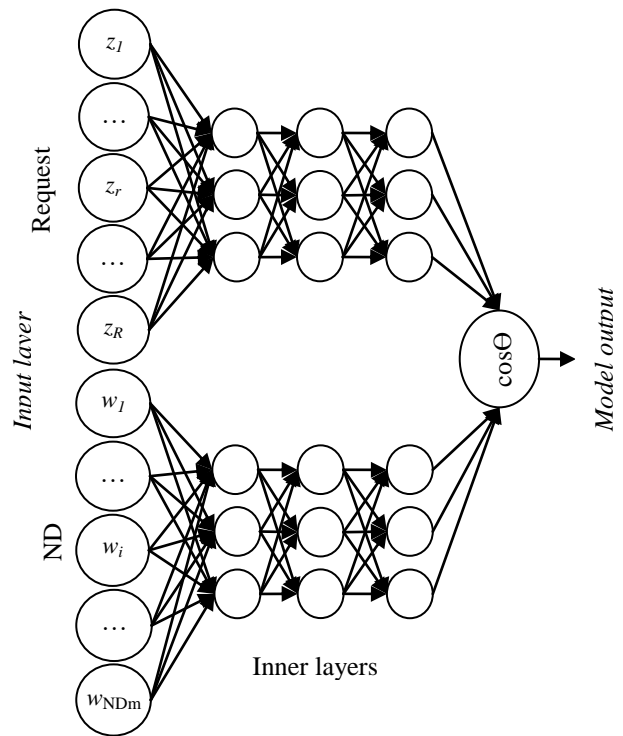 z1
…
zr
…
zR
w1
…
wi
…
wNDm
Request
Input layer
ND
cosΘ
Model output
Inner layers